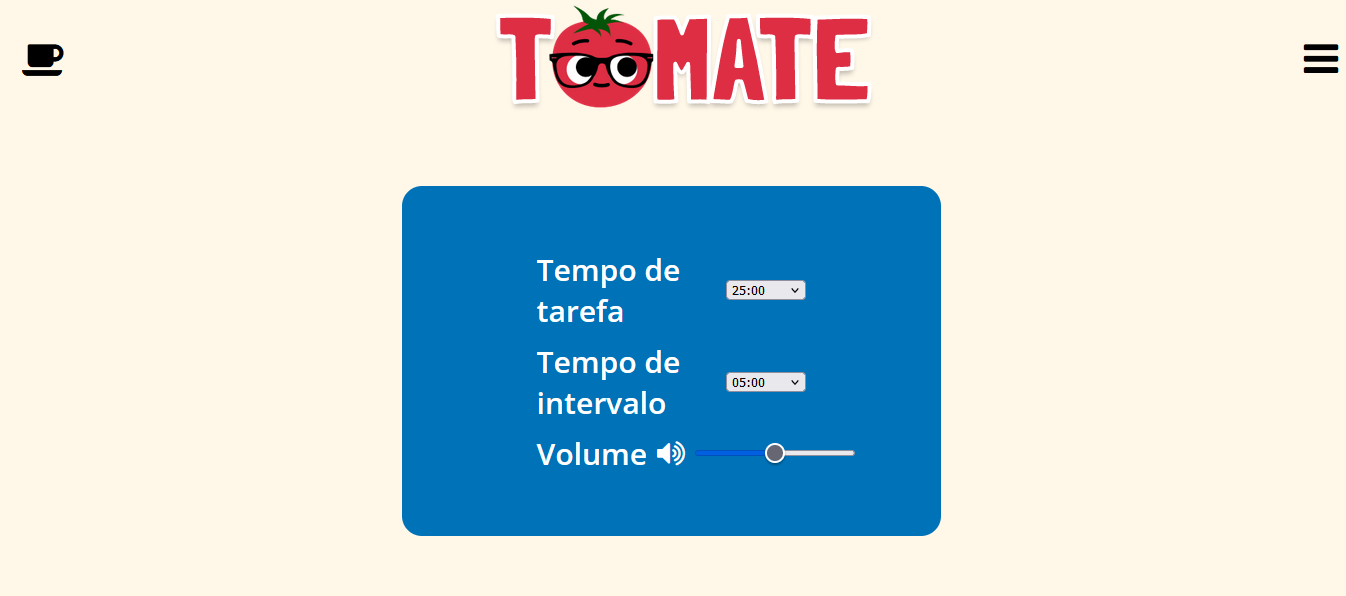 TOMATE
Tempo de
tarefa
25:00
Tempo de
intervalo
05:00
Volume